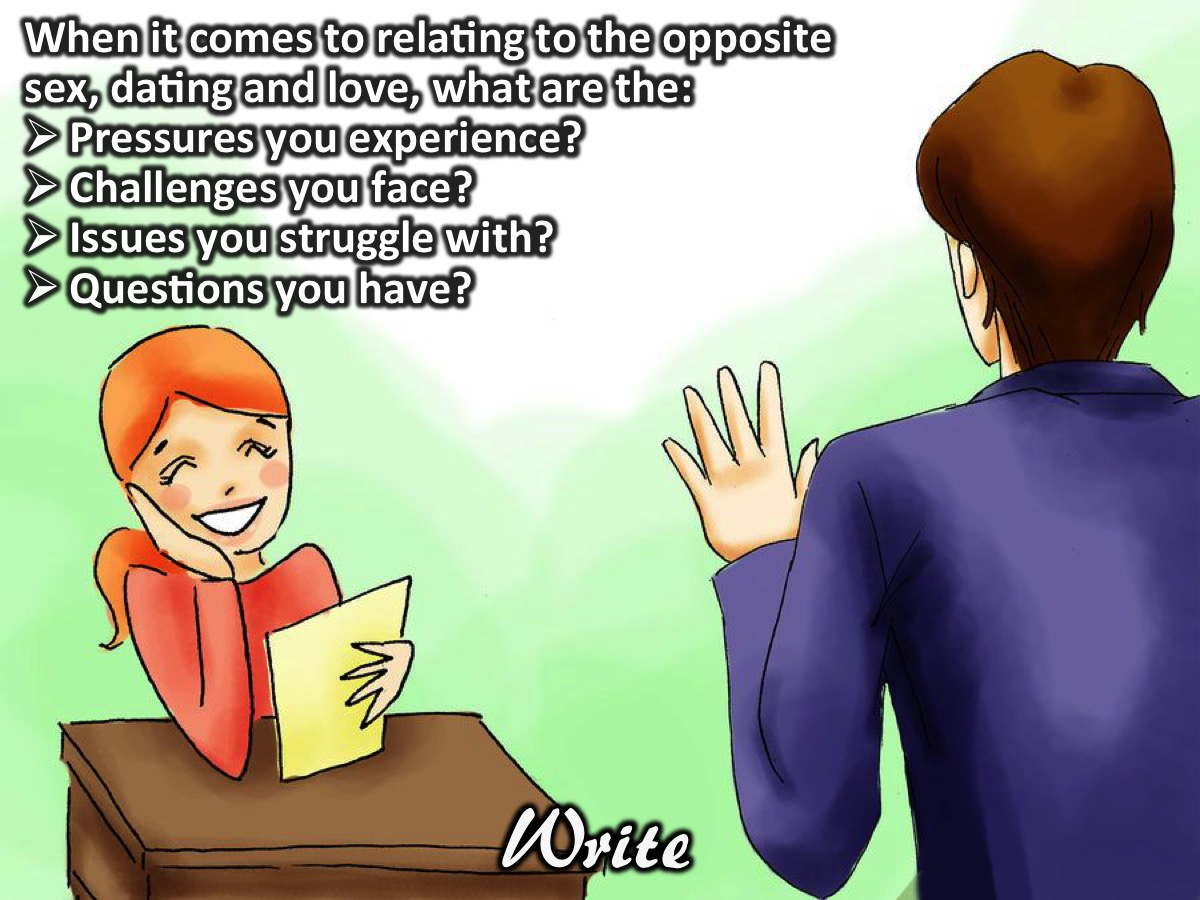 When it comes to relating to the opposite
sex, dating and love, what are the:
➢ Pressures you experience?
➢ Challenges you face?
➢ Issues you struggle with?
➢ Questions you have?
Write